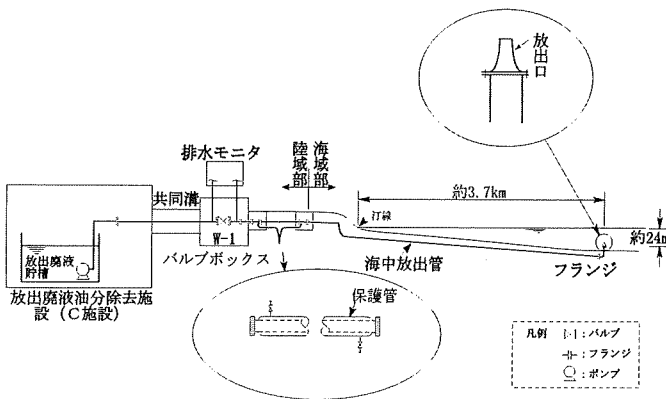 放出口
排水モニタ
陸域部
海域部
共同溝
約3.7km
汀線
約24m
W-1
バルブボックス
海中放出管
フランジ
放出廃液
貯槽
放出廃液油分除去施
設（C施設）
保護管
凡例
：バルブ
：フランジ
：ポンプ